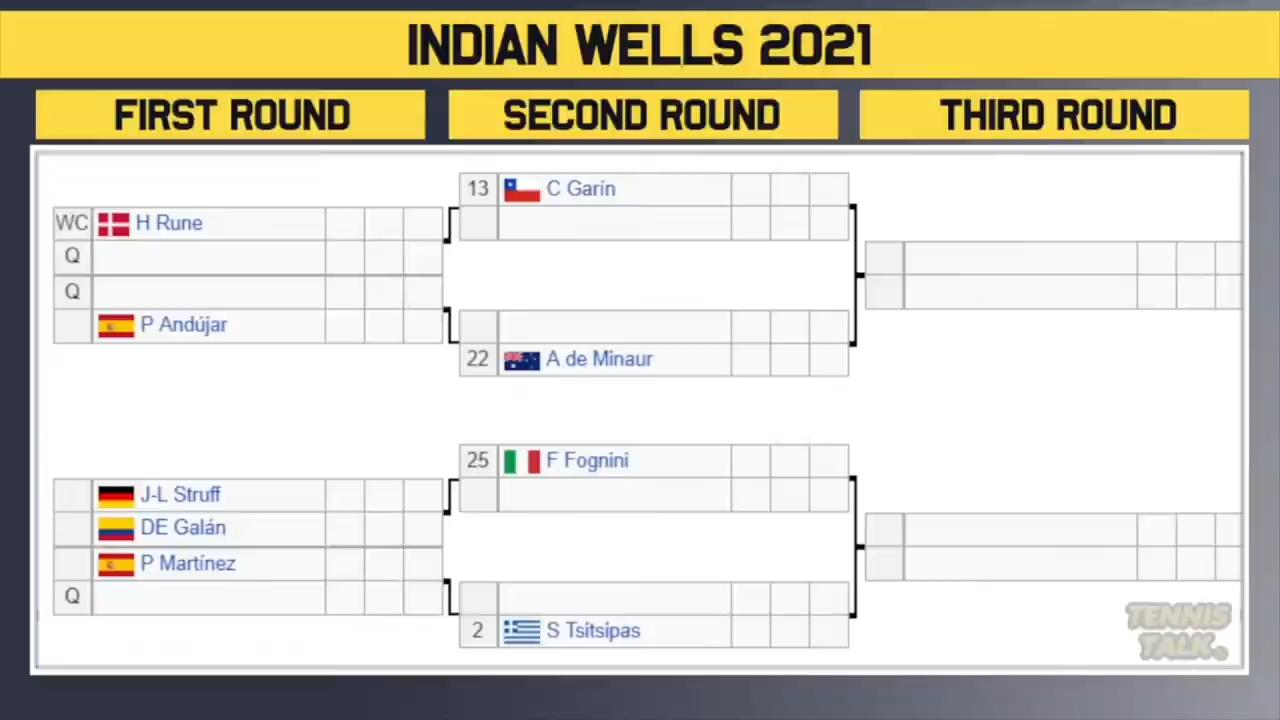 INDIAN WELLS 2021
FIRST ROUND
SECOND ROUND
THIRD ROUND
13 C Garín
WC H Rune
Q
Q
P Andújar
22 A de Minaur
25 F Fognini
J-L Struff
DE Galán
P Martínez
Q
2 S Tsitsipas
TENNIS
TALK